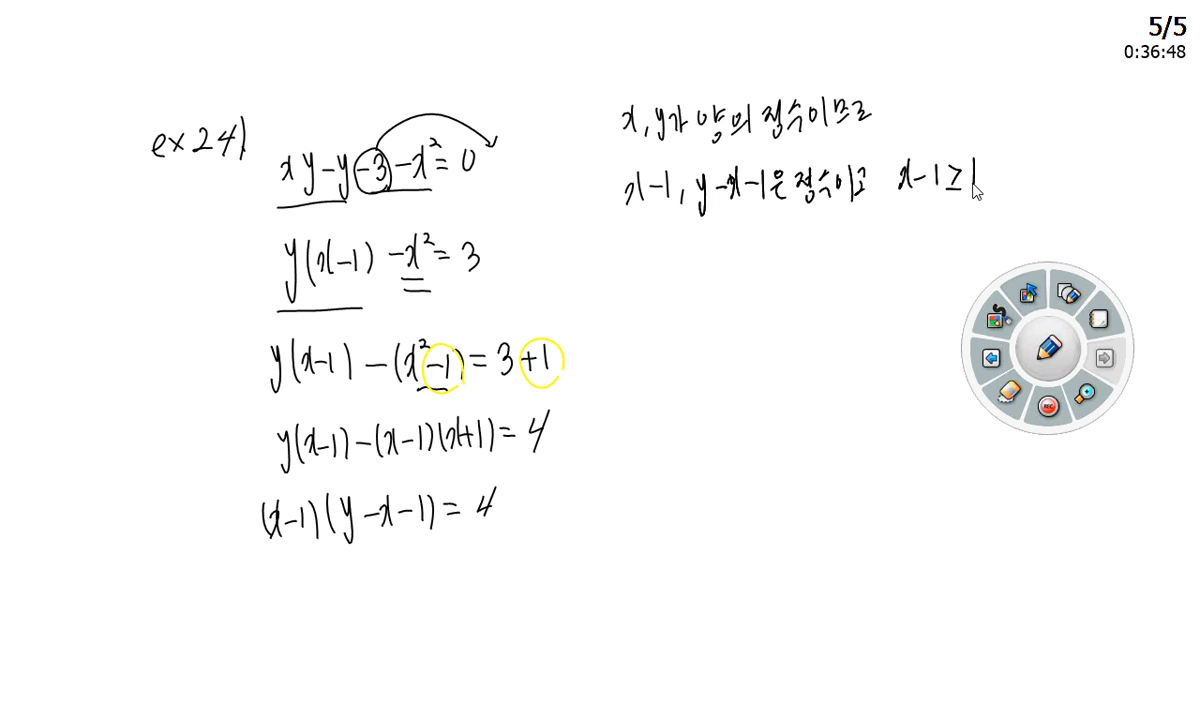 5/5
0:36:48
ex 24)
xy-y-3-x²=0
y(x-1)-x²=3
y(x-1)-(x²-1)=3+1
y(x-1)-(x-1)(x+1)=4
(x-1)(y-x-1)=4
x, y가 양의 정수이므로
x-1, y-x-1은 정수이고 x-1≥1
REC